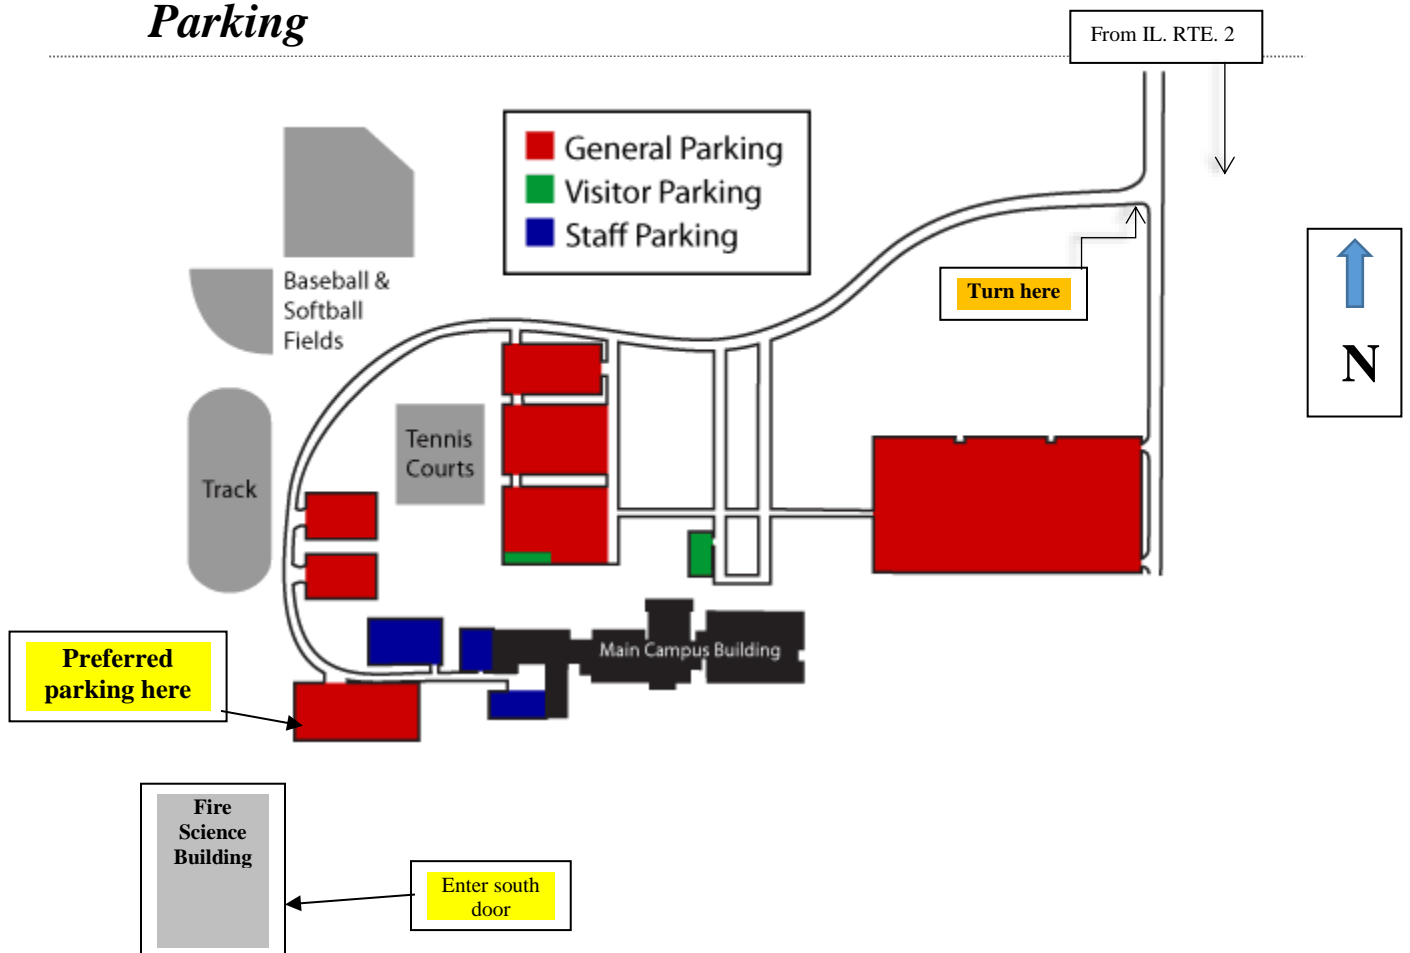 Parking
From IL. RTE. 2
General Parking
Visitor Parking
Staff Parking
Baseball &
Softball
Fields
Turn here
N
Tennis
Courts
Track
Main Campus Building
Preferred
parking here
Fire
Science
Building
Enter south
door